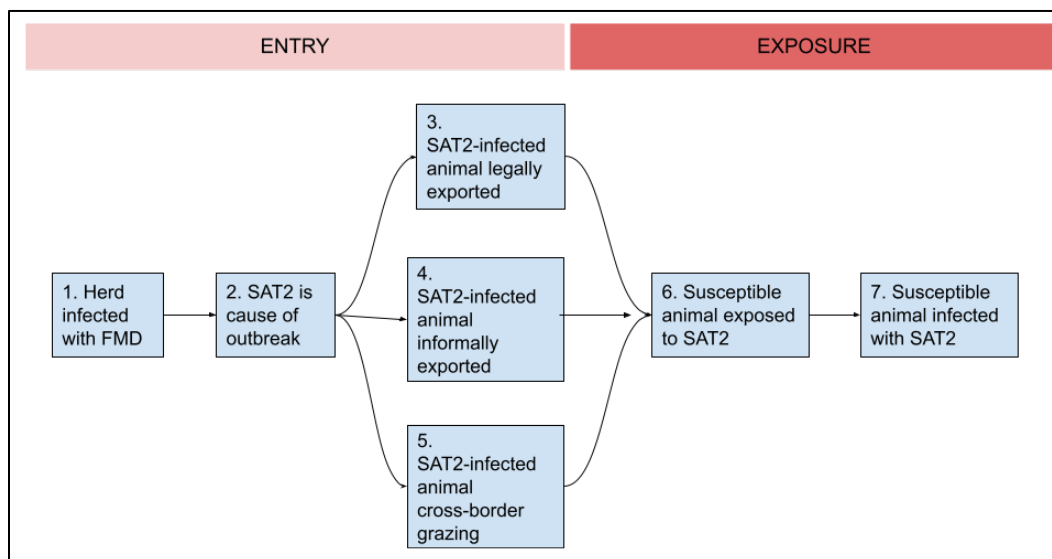 ENTRY
EXPOSURE
1. Herd
infected
with FMD
2. SAT2 is
cause of
outbreak
3.
SAT2-infected
animal legally
exported
4.
SAT2-infected
animal
informally
exported
5.
SAT2-infected
animal
cross-border
grazing
6. Susceptible
animal exposed
to SAT2
7. Susceptible
animal infected
with SAT2